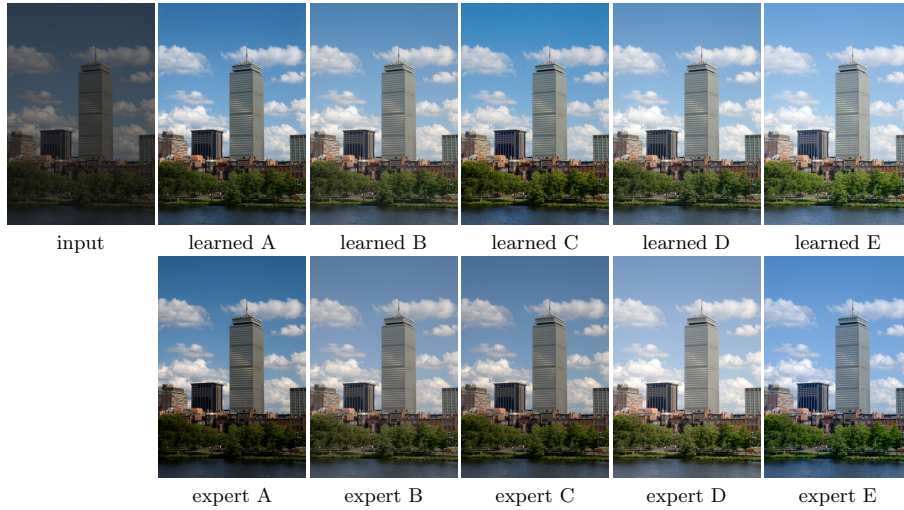 input
learned A
learned B
learned C
learned D
learned E
expert A
expert B
expert C
expert D
expert E